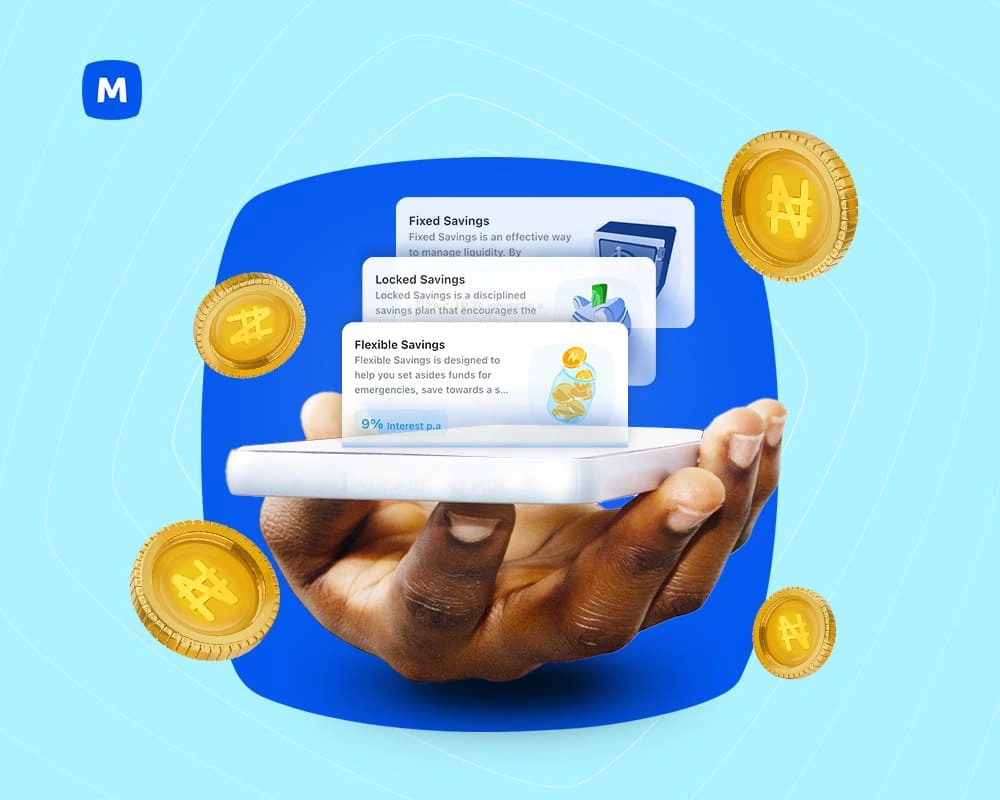 M
Fixed Savings
Fixed Savings is an effective way
to manage liquidity. By
Locked Savings
Locked Savings is a disciplined
savings plan that encourages the
Flexible Savings
Flexible Savings is designed to
help you set asides funds for
emergencies, save towards a s...
9% Interest p.a
₦
₦
₦
₦